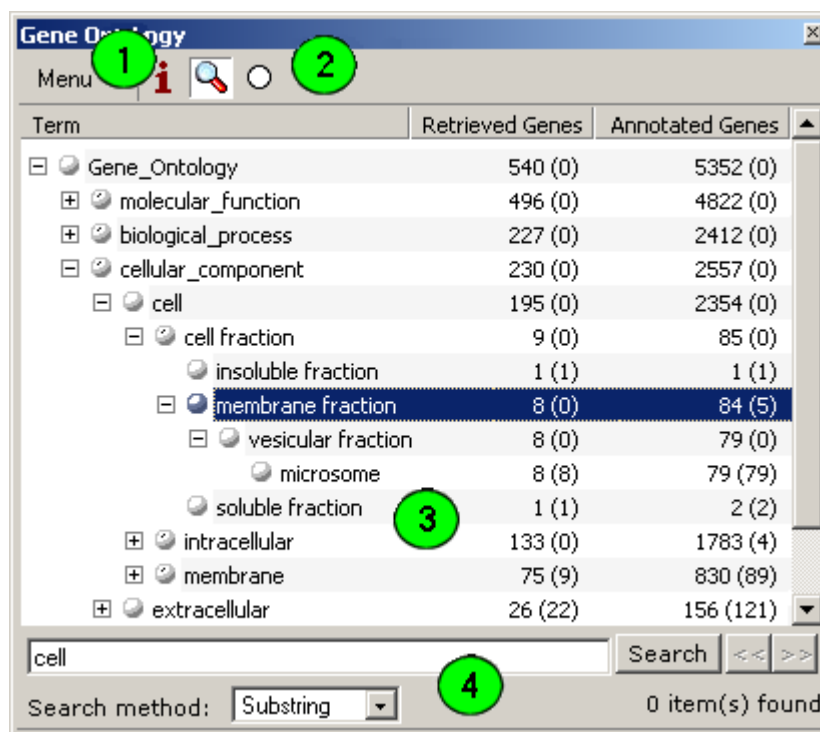 Gene Ontology
1 2
Menu i
Term Retrieved Genes Annotated Genes
Gene_Ontology 540 (0) 5352 (0)
molecular_function 496 (0) 4822 (0)
biological_process 227 (0) 2412 (0)
cellular_component 230 (0) 2557 (0)
cell 195 (0) 2354 (0)
cell fraction 9 (0) 85 (0)
insoluble fraction 1 (1) 1 (1)
membrane fraction 8 (0) 84 (5)
vesicular fraction 8 (0) 79 (0)
microsome 8 (8) 79 (79)
soluble fraction 1 (1) 2 (2)
3
intracellular 133 (0) 1783 (4)
membrane 75 (9) 830 (89)
extracellular 26 (22) 156 (121)
cell Search << >>
4
Search method: Substring 0 item(s) found